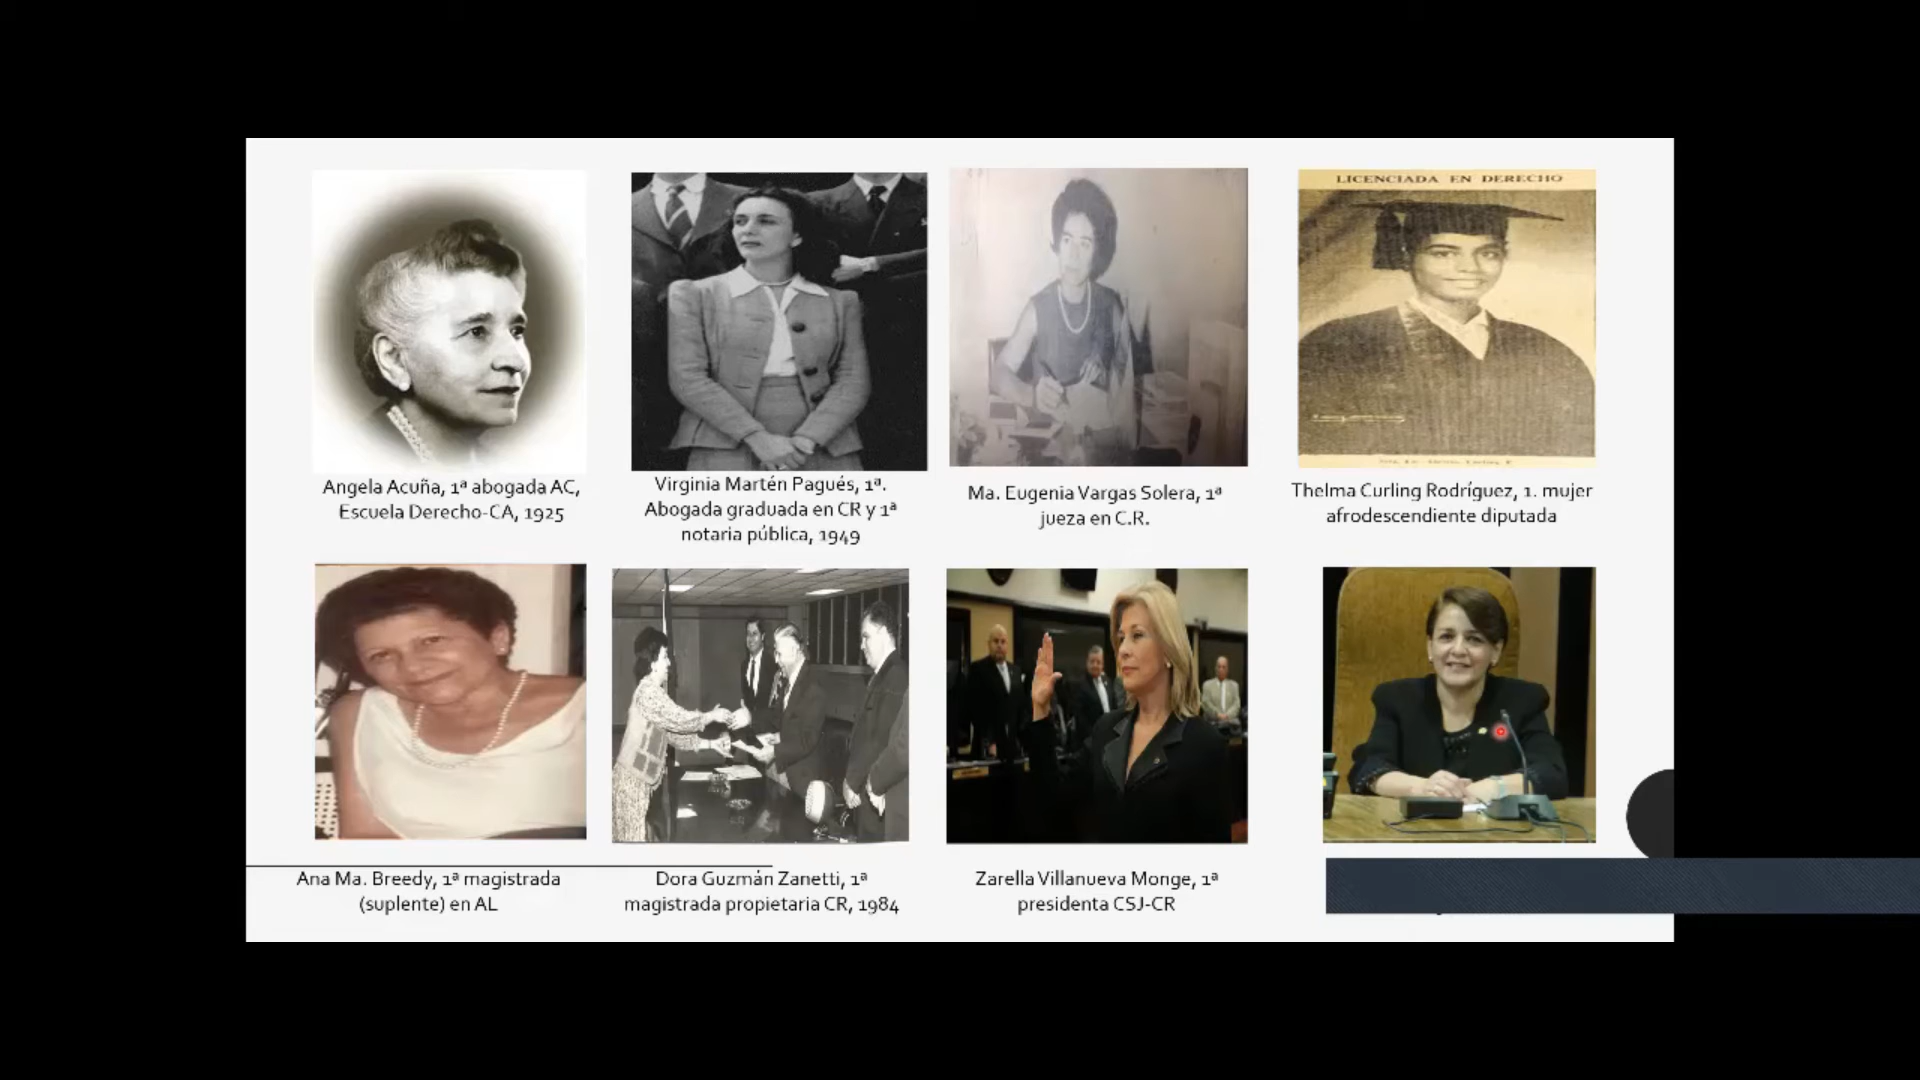 LICENCIADA EN DERECHO
Angela Acuña, 1ª abogada AC,
Escuela Derecho-CA, 1925
Virginia Martén Pagués, 1ª.
Abogada graduada en CR y 1ª
notaria pública, 1949
Ma. Eugenia Vargas Solera, 1ª
jueza en C.R.
Thelma Curling Rodríguez, 1. mujer
afrodescendiente diputada
Ana Ma. Breedy, 1ª magistrada
(suplente) en AL
Dora Guzmán Zanetti, 1ª
magistrada propietaria CR, 1984
Zarella Villanueva Monge, 1ª
presidenta CSJ-CR